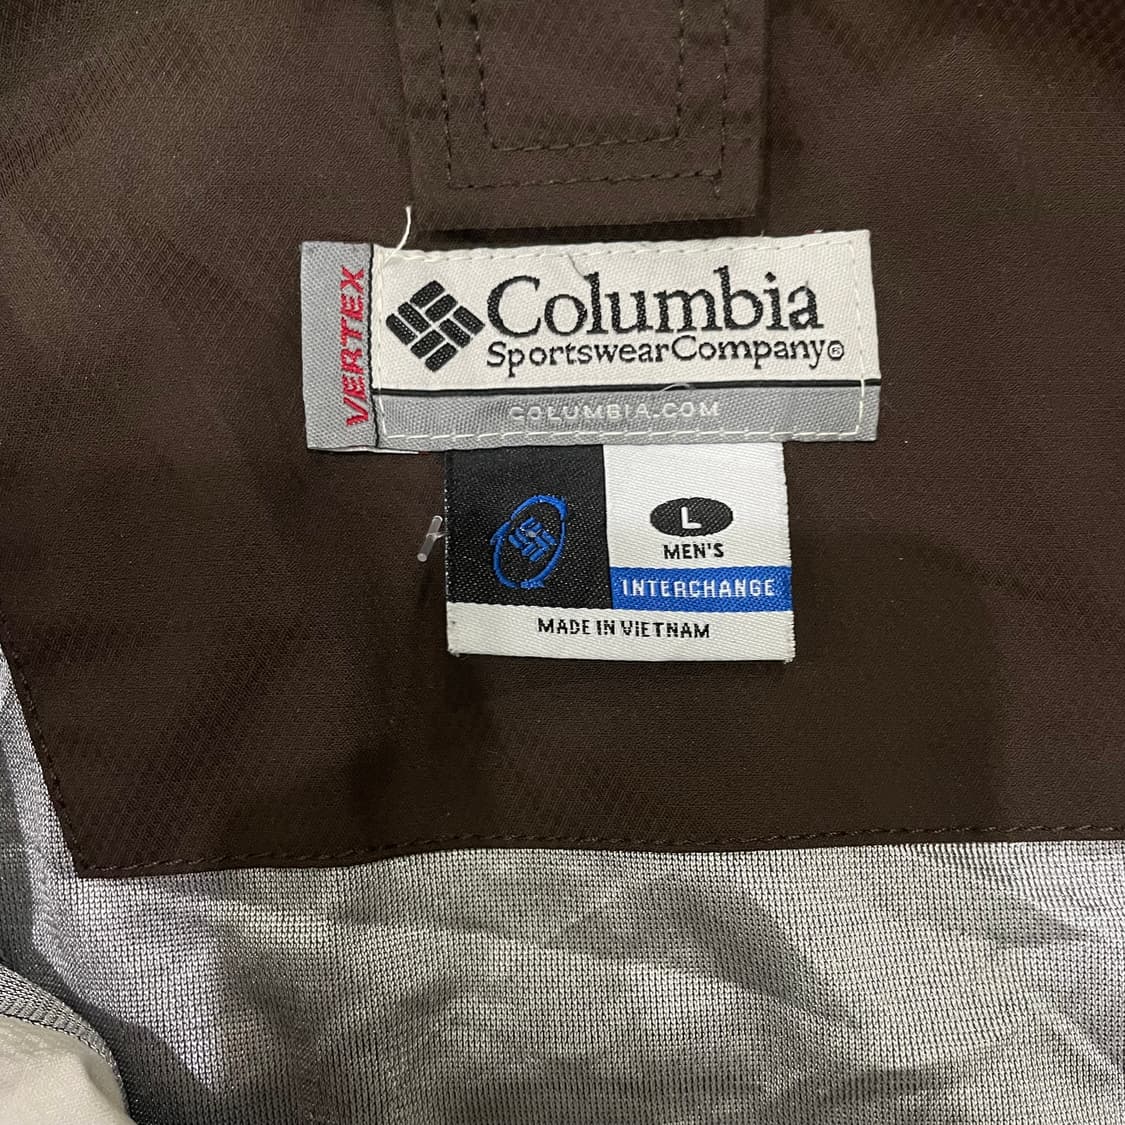 VERTEX
Columbia
SportswearCompany®
COLUMBIA.COM
L
MEN'S
INTERCHANGE
MADE IN VIETNAM